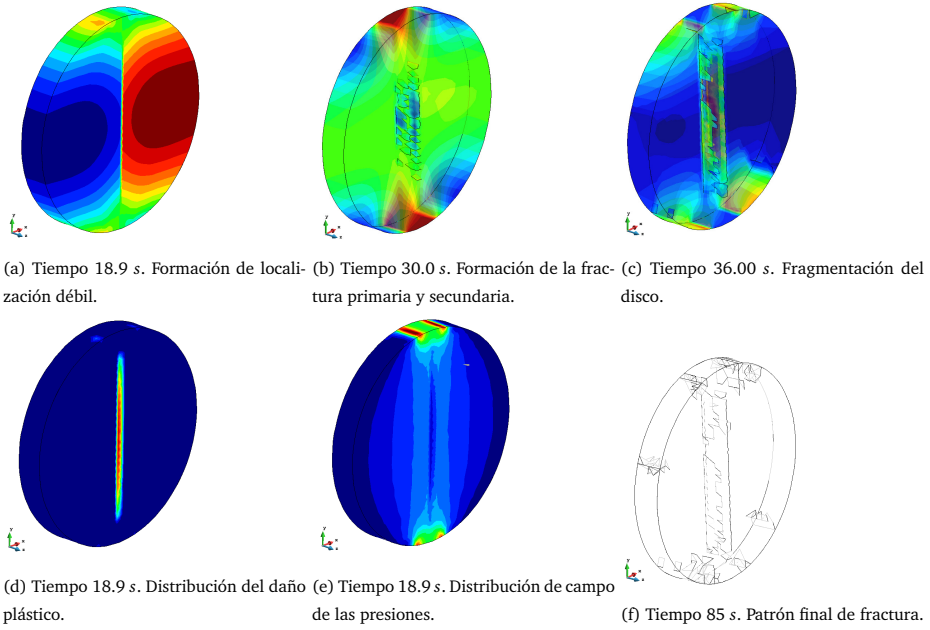 (a) Tiempo 18.9 s. Formación de locali-
zación débil.
(b) Tiempo 30.0 s. Formación de la frac-
tura primaria y secundaria.
(c) Tiempo 36.00 s. Fragmentación del
disco.
(d) Tiempo 18.9 s. Distribución del daño
plástico.
(e) Tiempo 18.9 s. Distribución de campo
de las presiones.
(f) Tiempo 85 s. Patrón final de fractura.